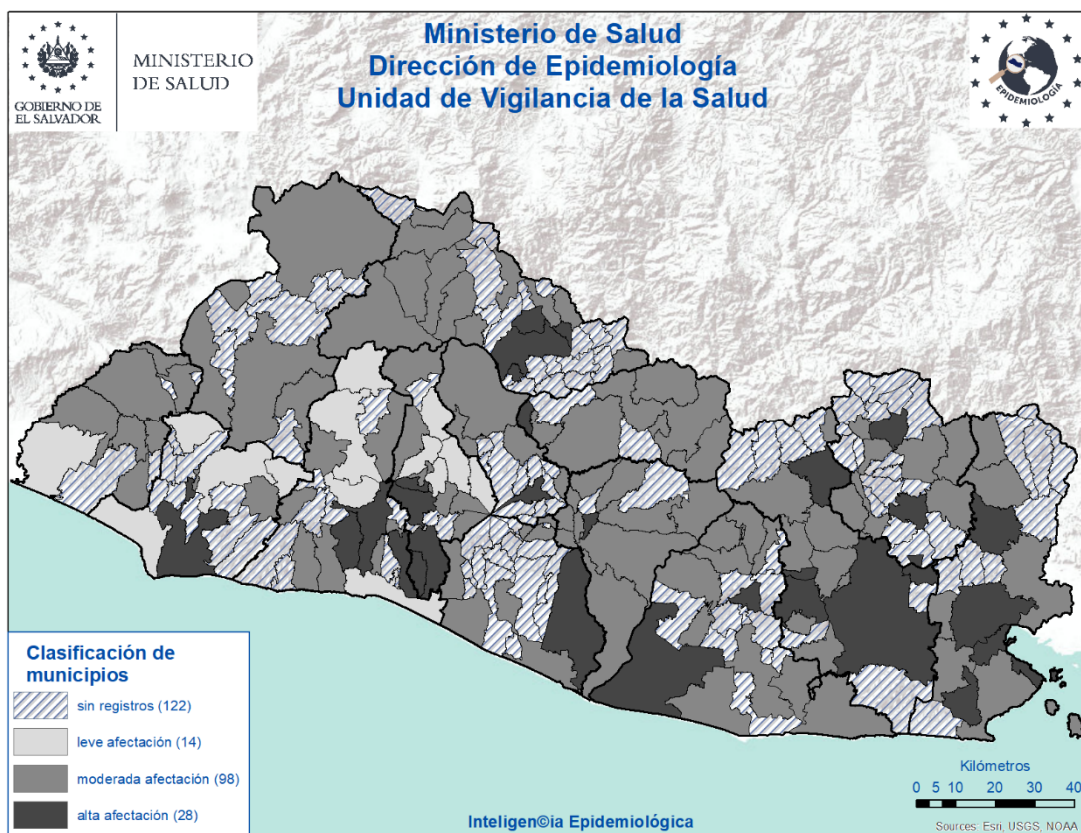 Ministerio de Salud
Dirección de Epidemiología
Unidad de Vigilancia de la Salud
GOBIERNO DE
EL SALVADOR
MINISTERIO
DE SALUD
EPIDEMIOLOGÍA
Clasificación de
municipios
sin registros (122)
leve afectación (14)
moderada afectación (98)
alta afectación (28)
Inteligen©ia Epidemiológica
Kilómetros
0 5 10 20 30 40
Sources: Esri, USGS, NOAA